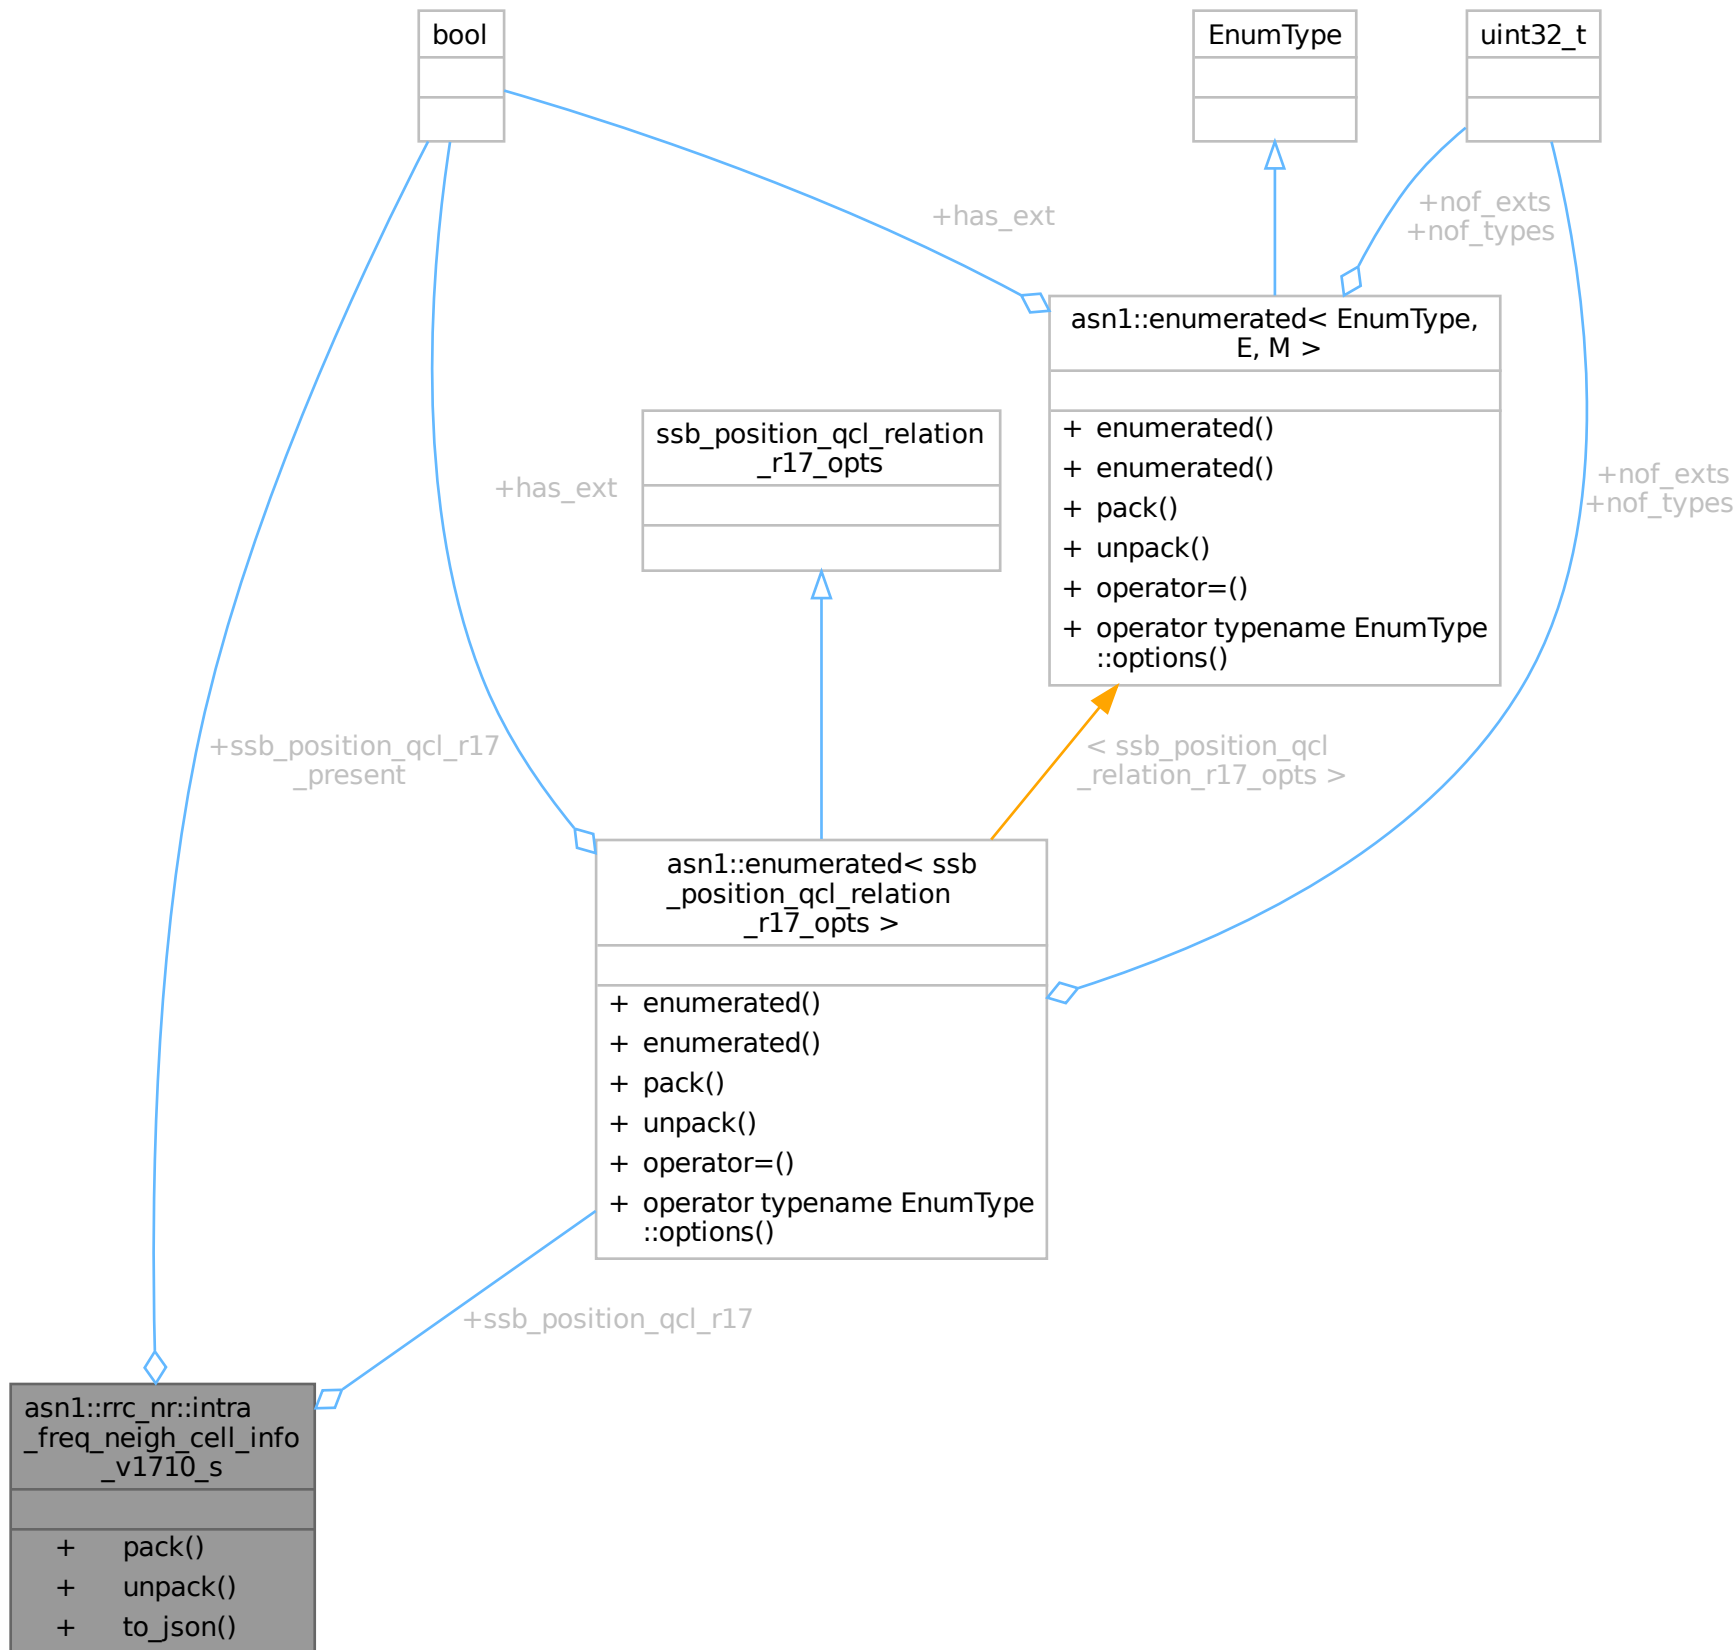 bool
EnumType
uint32_t
+has_ext
+nof_exts
+nof_types
asn1::enumerated< EnumType,
E, M >
+ enumerated()
+ enumerated()
+ pack()
+ unpack()
+ operator=()
+ operator typename EnumType
::options()
ssb_position_qcl_relation
_r17_opts
+has_ext
+nof_exts
+nof_types
+ssb_position_qcl_r17
_present
< ssb_position_qcl
_relation_r17_opts >
asn1::enumerated< ssb
_position_qcl_relation
_r17_opts >
+ enumerated()
+ enumerated()
+ pack()
+ unpack()
+ operator=()
+ operator typename EnumType
::options()
+ssb_position_qcl_r17
asn1::rrc_nr::intra
_freq_neigh_cell_info
_v1710_s
+ pack()
+ unpack()
+ to_json()